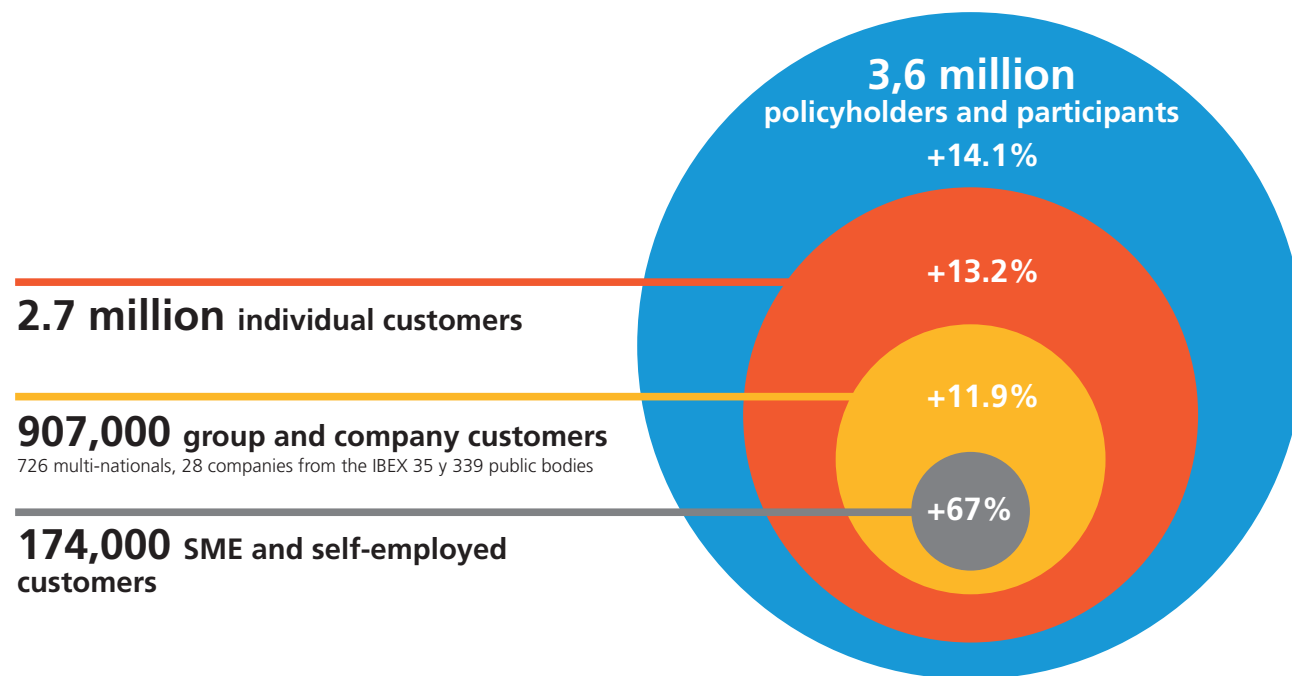 3,6 million
policyholders and participants
+14.1%
+13.2%
2.7 million individual customers
+11.9%
907,000 group and company customers
726 multi-nationals, 28 companies from the IBEX 35 y 339 public bodies
+67%
174,000 SME and self-employed
customers